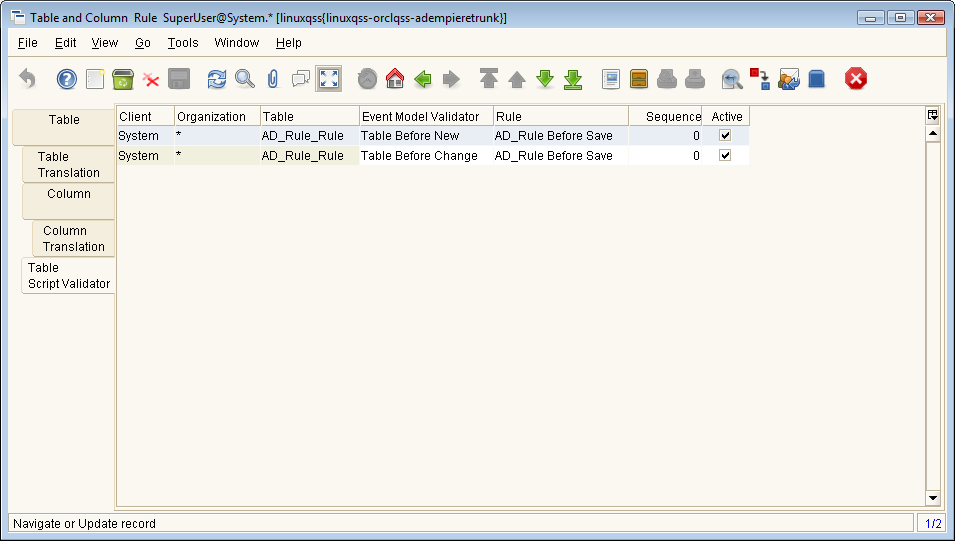 Table and Column  Rule  SuperUser@System.* [linuxqss{linuxqss-orclqss-adempieretrunk}]
File Edit View Go Tools Window Help
Table
Table
Translation
Column
Column
Translation
Table
Script Validator
Client Organization Table Event Model Validator Rule Sequence Active
System * AD_Rule_Rule Table Before New AD_Rule Before Save 0
System * AD_Rule_Rule Table Before Change AD_Rule Before Save 0
Navigate or Update record 1/2